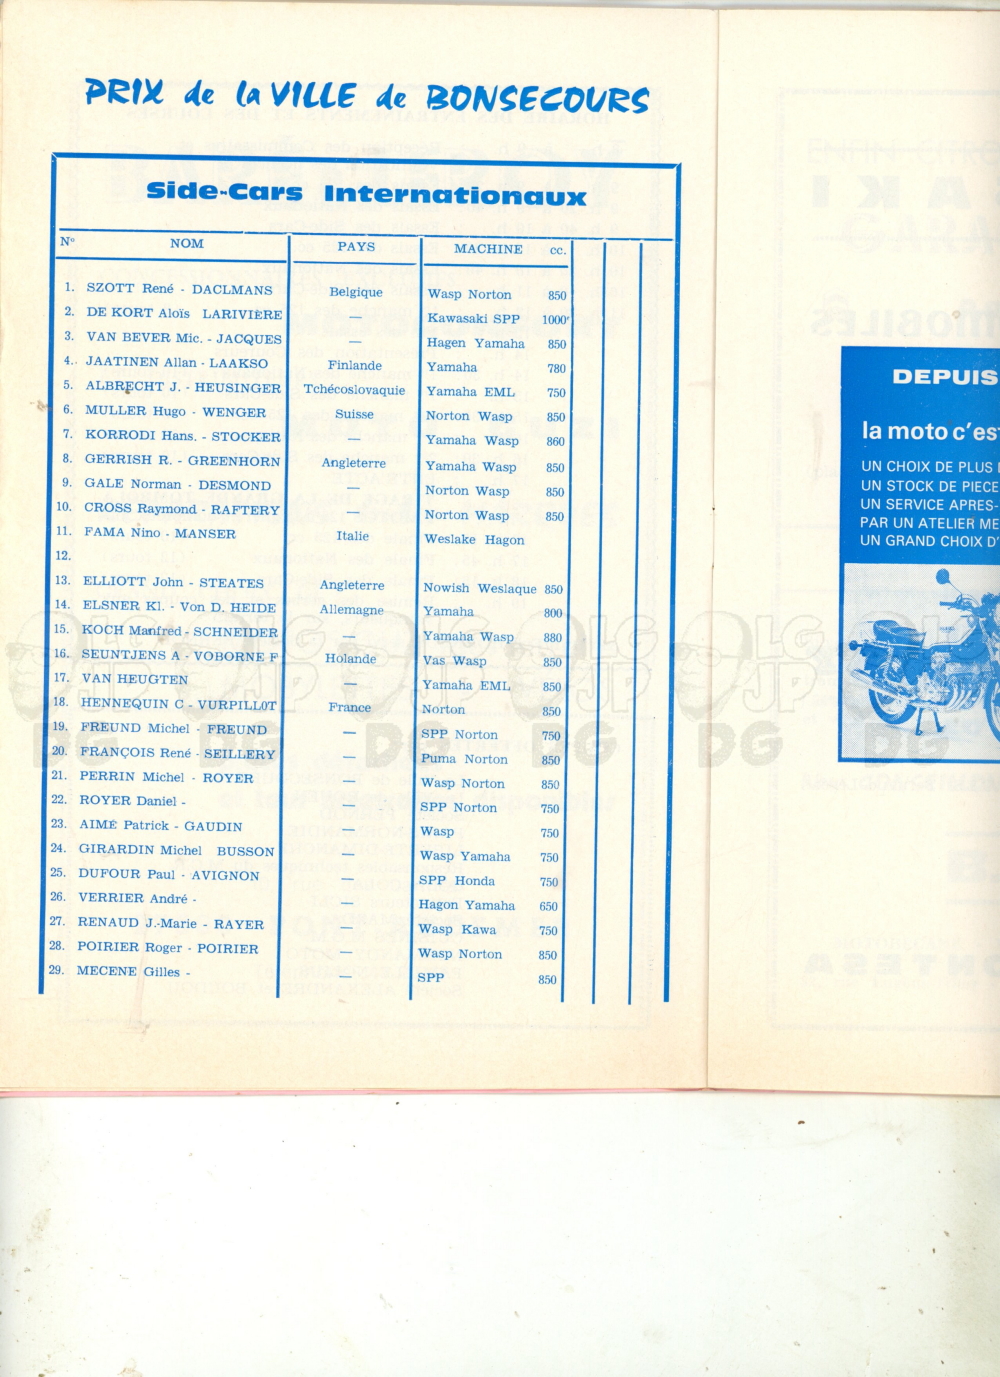 PRIX de la VILLE de BONSECOURS
Side-Cars Internationaux
N° NOM PAYS MACHINE cc.
1. SZOTT René - DACLMANS Belgique Wasp Norton 850
2. DE KORT Aloïs LARIVIÈRE — Kawasaki SPP 1000
3. VAN BEVER Mic. - JACQUES — Hagen Yamaha 850
4. JAATINEN Allan - LAAKSO Finlande Yamaha 780
5. ALBRECHT J. - HEUSINGER Tchécoslovaquie Yamaha EML 750
6. MULLER Hugo - WENGER Suisse Norton Wasp 850
7. KORRODI Hans. - STOCKER — Yamaha Wasp 860
8. GERRISH R. - GREENHORN Angleterre Yamaha Wasp 850
9. GALE Norman - DESMOND — Norton Wasp 850
10. CROSS Raymond - RAFTERY — Norton Wasp 850
11. FAMA Nino - MANSER Italie Weslake Hagon
12.
13. ELLIOTT John - STEATES Angleterre Nowish Weslaque 850
14. ELSNER Kl. - Von D. HEIDE Allemagne Yamaha 800
15. KOCH Manfred - SCHNEIDER — Yamaha Wasp 880
16. SEUNTJENS A - VOBORNE F Holande Vas Wasp 850
17. VAN HEUGTEN — Yamaha EML 850
18. HENNEQUIN C - VURPILLOT France Norton 850
19. FREUND Michel - FREUND — SPP Norton 750
20. FRANÇOIS René - SEILLERY — Puma Norton 850
21. PERRIN Michel - ROYER — Wasp Norton 850
22. ROYER Daniel - — SPP Norton 750
23. AIMÉ Patrick - GAUDIN — Wasp 750
24. GIRARDIN Michel BUSSON — Wasp Yamaha 750
25. DUFOUR Paul - AVIGNON — SPP Honda 750
26. VERRIER André - — Hagon Yamaha 650
27. RENAUD J.-Marie - RAYER — Wasp Kawa 750
28. POIRIER Roger - POIRIER — Wasp Norton 850
29. MECENE Gilles - — SPP 850
DEPUIS
la moto c'es
UN CHOIX DE PLUS
UN STOCK DE PIECE
UN SERVICE APRES-
PAR UN ATELIER ME
UN GRAND CHOIX D'
LG JP DG